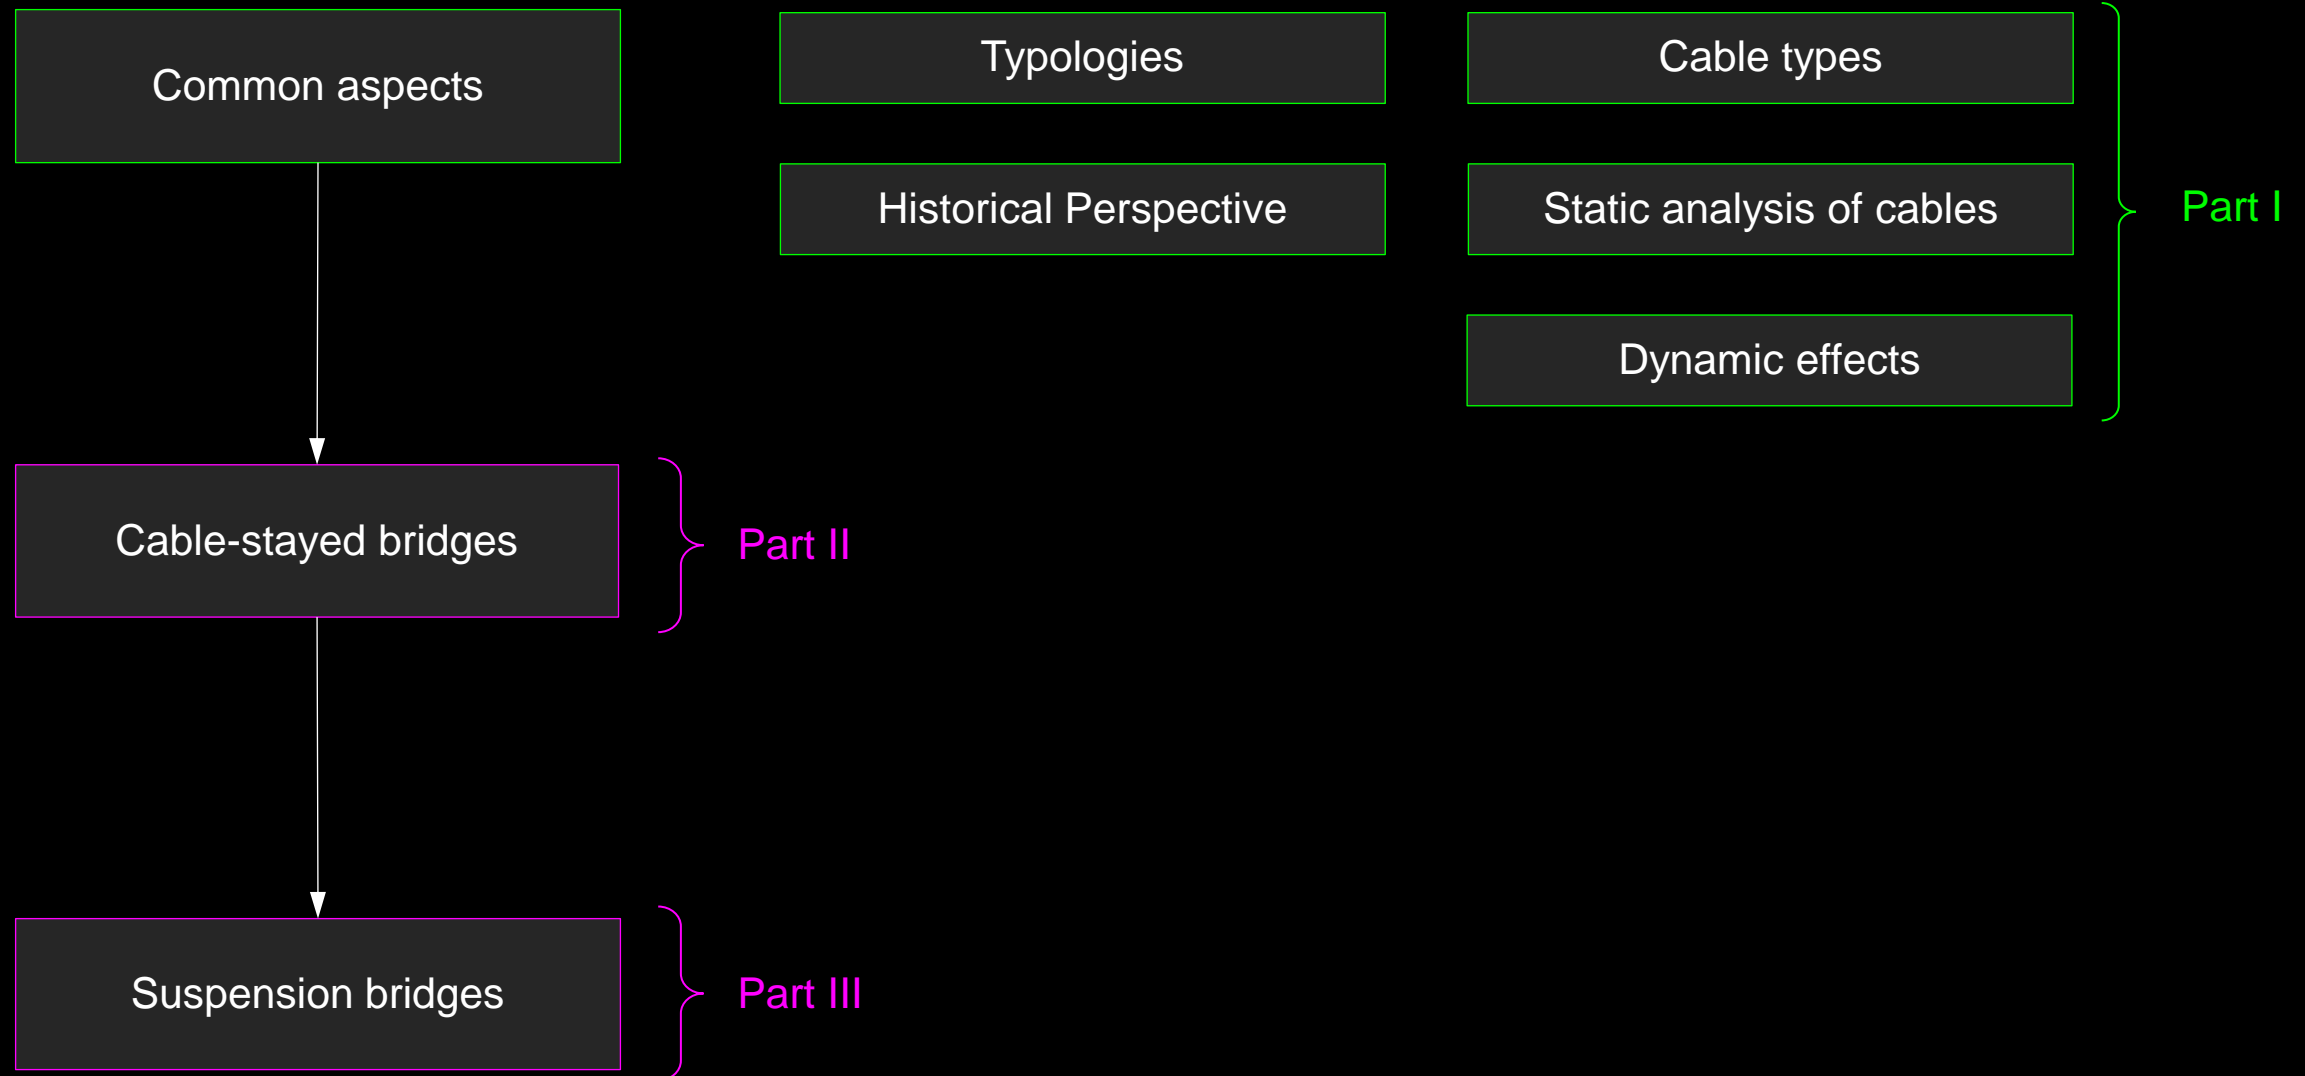 Common aspects
Typologies
Cable types
Historical Perspective
Static analysis of cables
Part I
Dynamic effects
Cable-stayed bridges
Part II
Suspension bridges
Part III